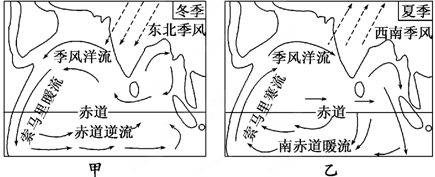 冬季
东北季风
季风洋流
索马里暖流
赤道
赤道逆流
甲
夏季
西南季风
季风洋流
索马里寒流
赤道
南赤道暖流
乙